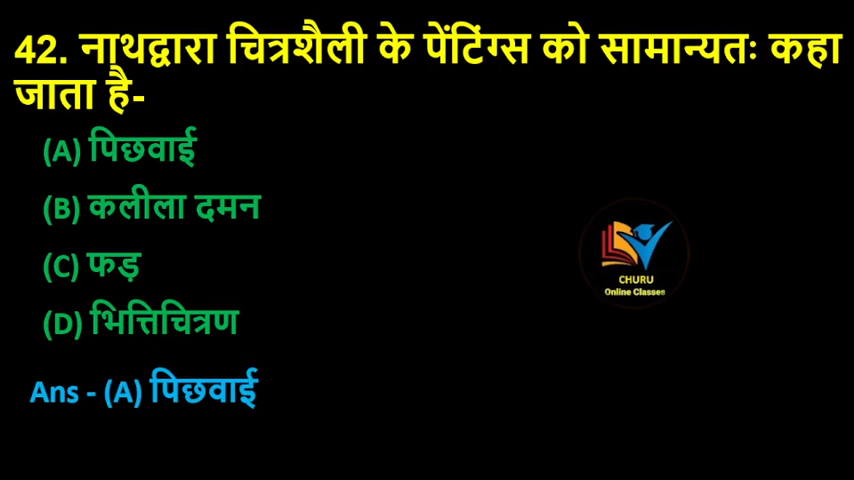 42. नाथद्वारा चित्रशैली के पेंटिंग्स को सामान्यतः कहा
जाता है-
(A) पिछवाई
(B) कलीला दमन
(C) फड़
(D) भित्तिचित्रण
Ans - (A) पिछवाई
CHURU
Online Classes